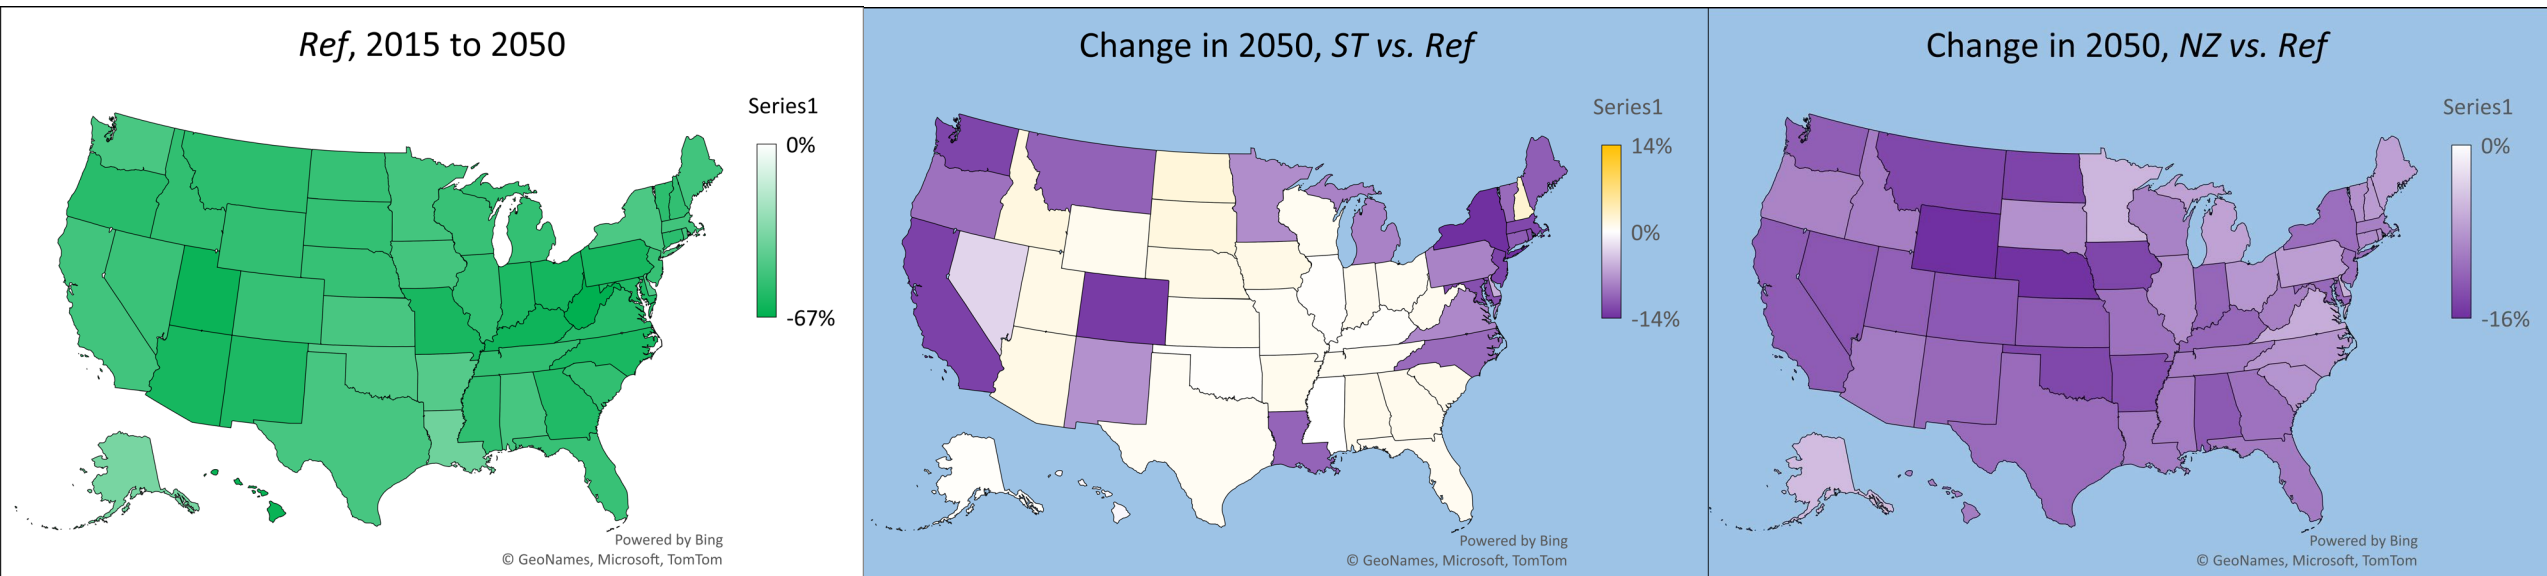 Ref, 2015 to 2050
Series1
0%
-67%
Powered by Bing
© GeoNames, Microsoft, TomTom
Change in 2050, ST vs. Ref
Series1
14%
0%
-14%
Powered by Bing
© GeoNames, Microsoft, TomTom
Change in 2050, NZ vs. Ref
Series1
0%
-16%
Powered by Bing
© GeoNames, Microsoft, TomTom